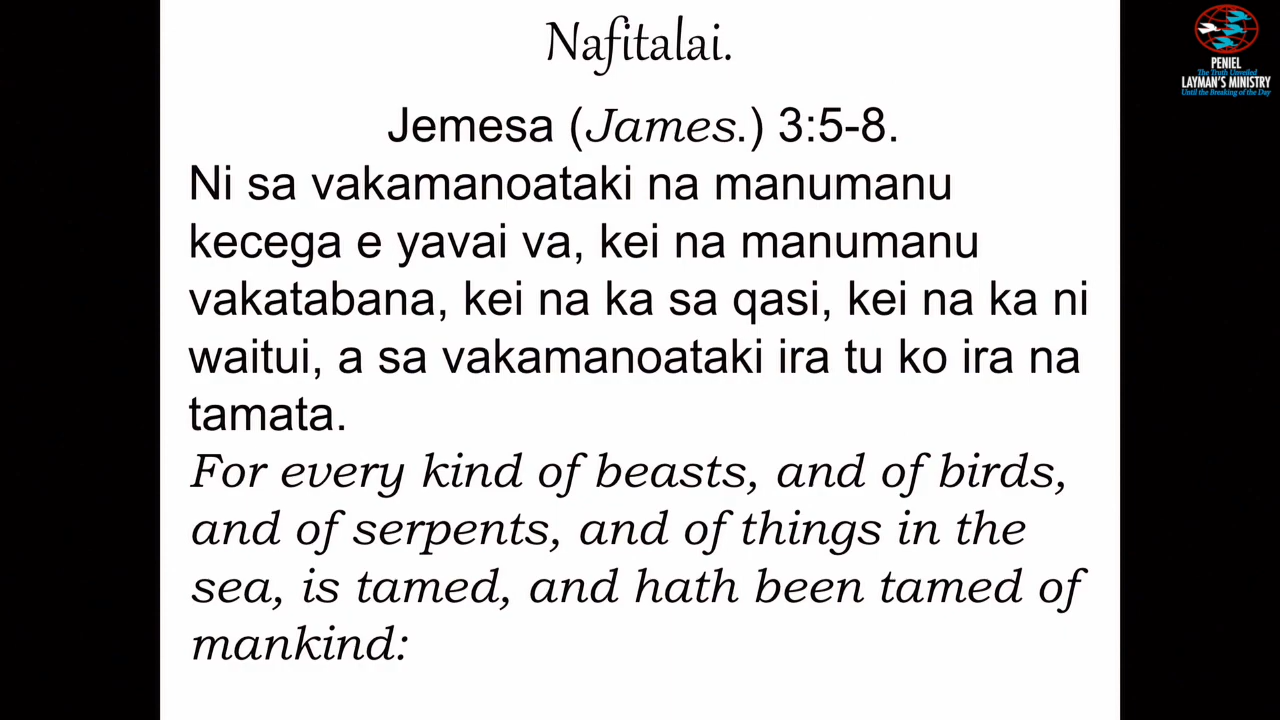 Nafitalai.
PENIEL
The Truth Unveiled
LAYMAN'S MINISTRY
Until the Breaking of the Day
Jemesa (James.) 3:5-8.
Ni sa vakamanoataki na manumanu
kecega e yavai va, kei na manumanu
vakatabana, kei na ka sa qasi, kei na ka ni
waitui, a sa vakamanoataki ira tu ko ira na
tamata.
For every kind of beasts, and of birds,
and of serpents, and of things in the
sea, is tamed, and hath been tamed of
mankind: